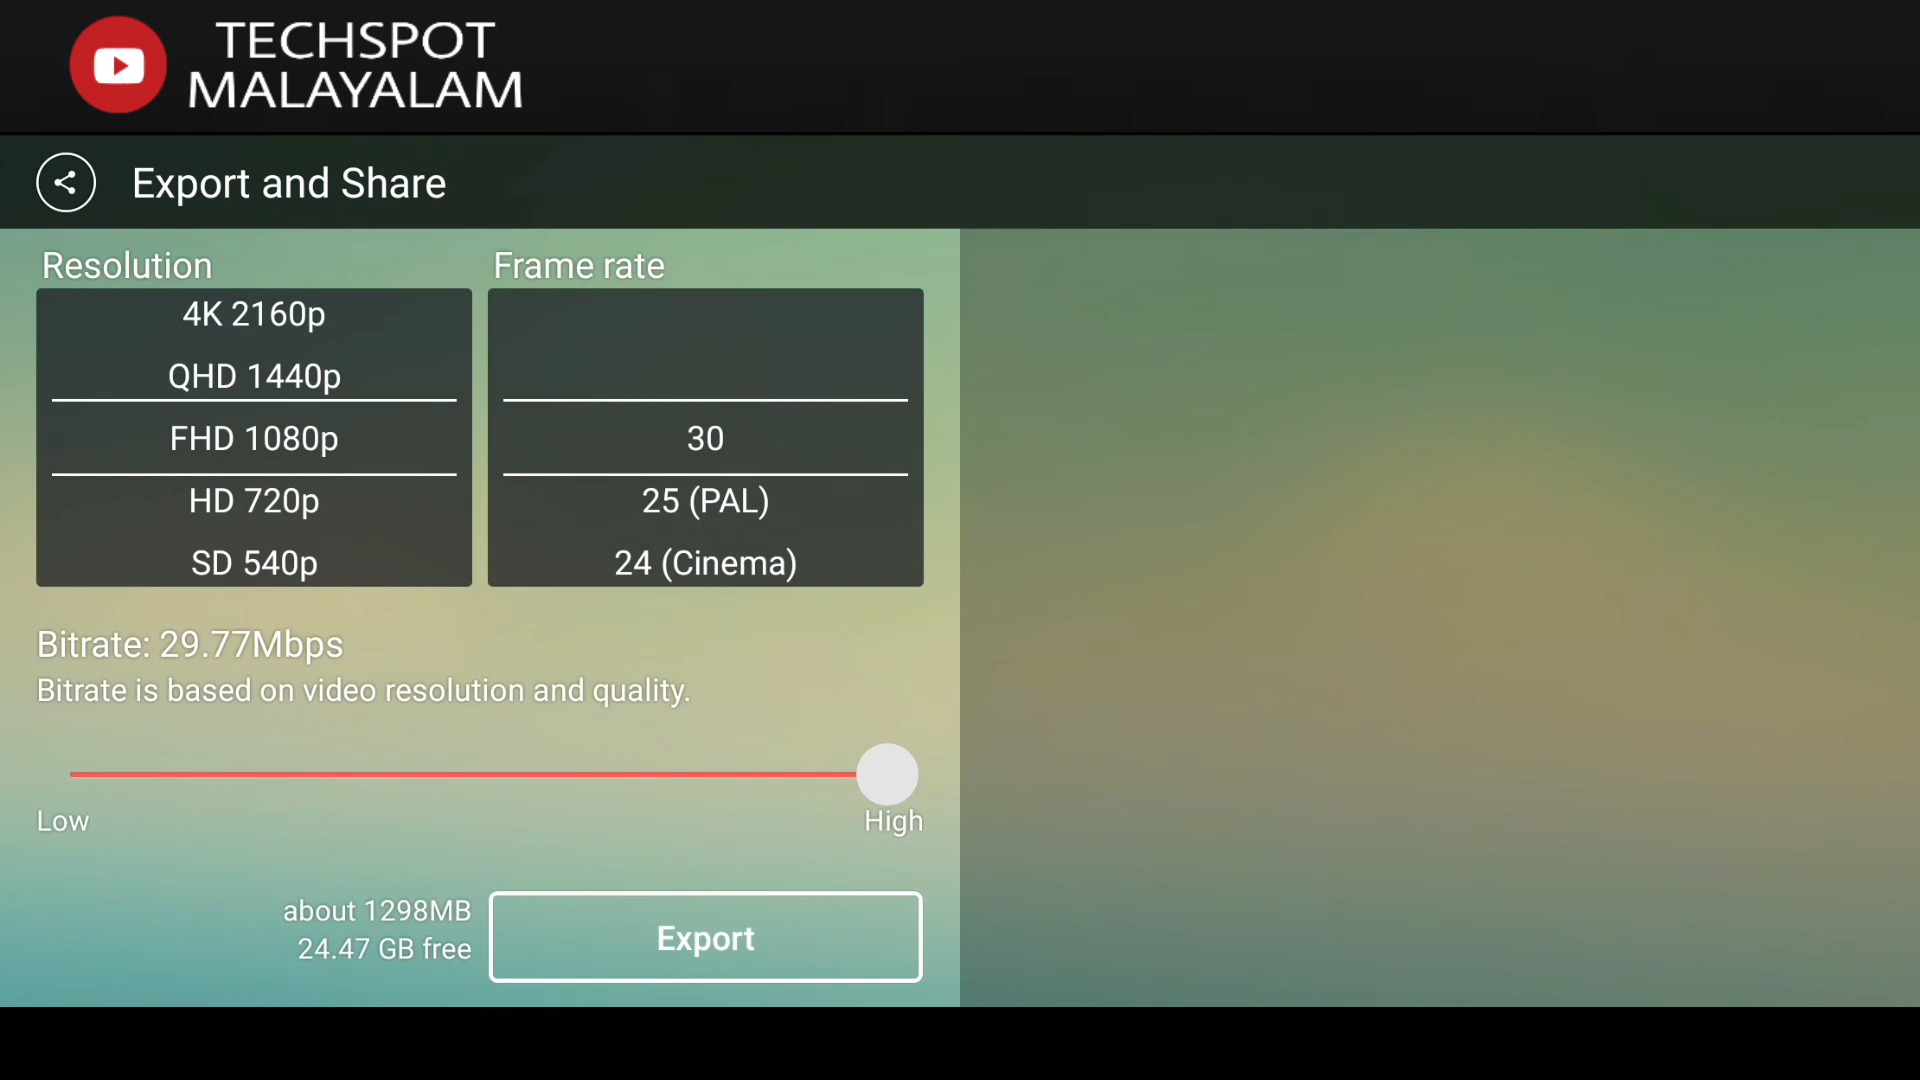 TECHSPOT
MALAYALAM
Export and Share
Resolution
4K 2160p
QHD 1440p
FHD 1080p
HD 720p
SD 540p
Frame rate
30
25 (PAL)
24 (Cinema)
Bitrate: 29.77Mbps
Bitrate is based on video resolution and quality.
Low
High
about 1298MB
24.47 GB free
Export